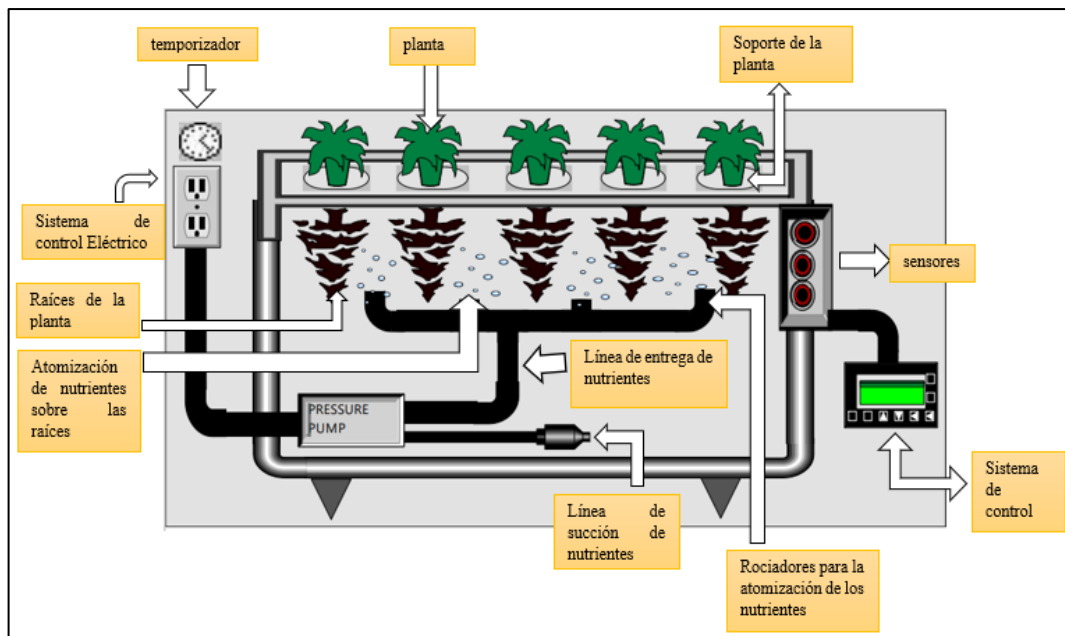 temporizador
planta
Soporte de la
planta
Sistema de
control Eléctrico
sensores
Raíces de la
planta
Línea de entrega de
nutrientes
Atomización
de nutrientes
sobre las
raíces
PRESSURE
PUMP
Sistema
de
control
Línea de
succión de
nutrientes
Rociadores para la
atomización de los
nutrientes